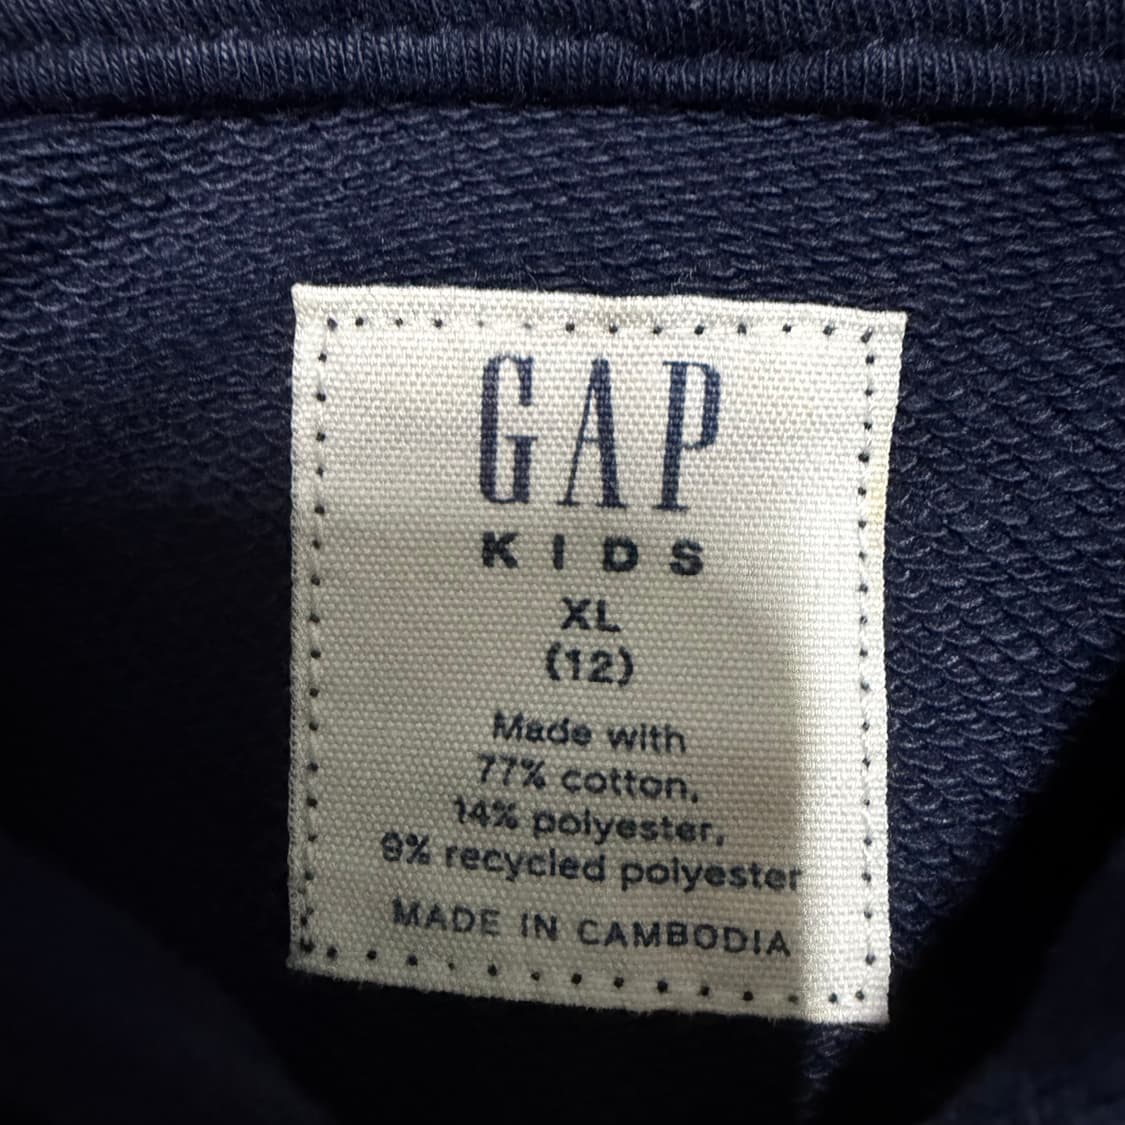 GAP
KIDS
XL
(12)
Made with
77% cotton,
14% polyester,
9% recycled polyester
MADE IN CAMBODIA